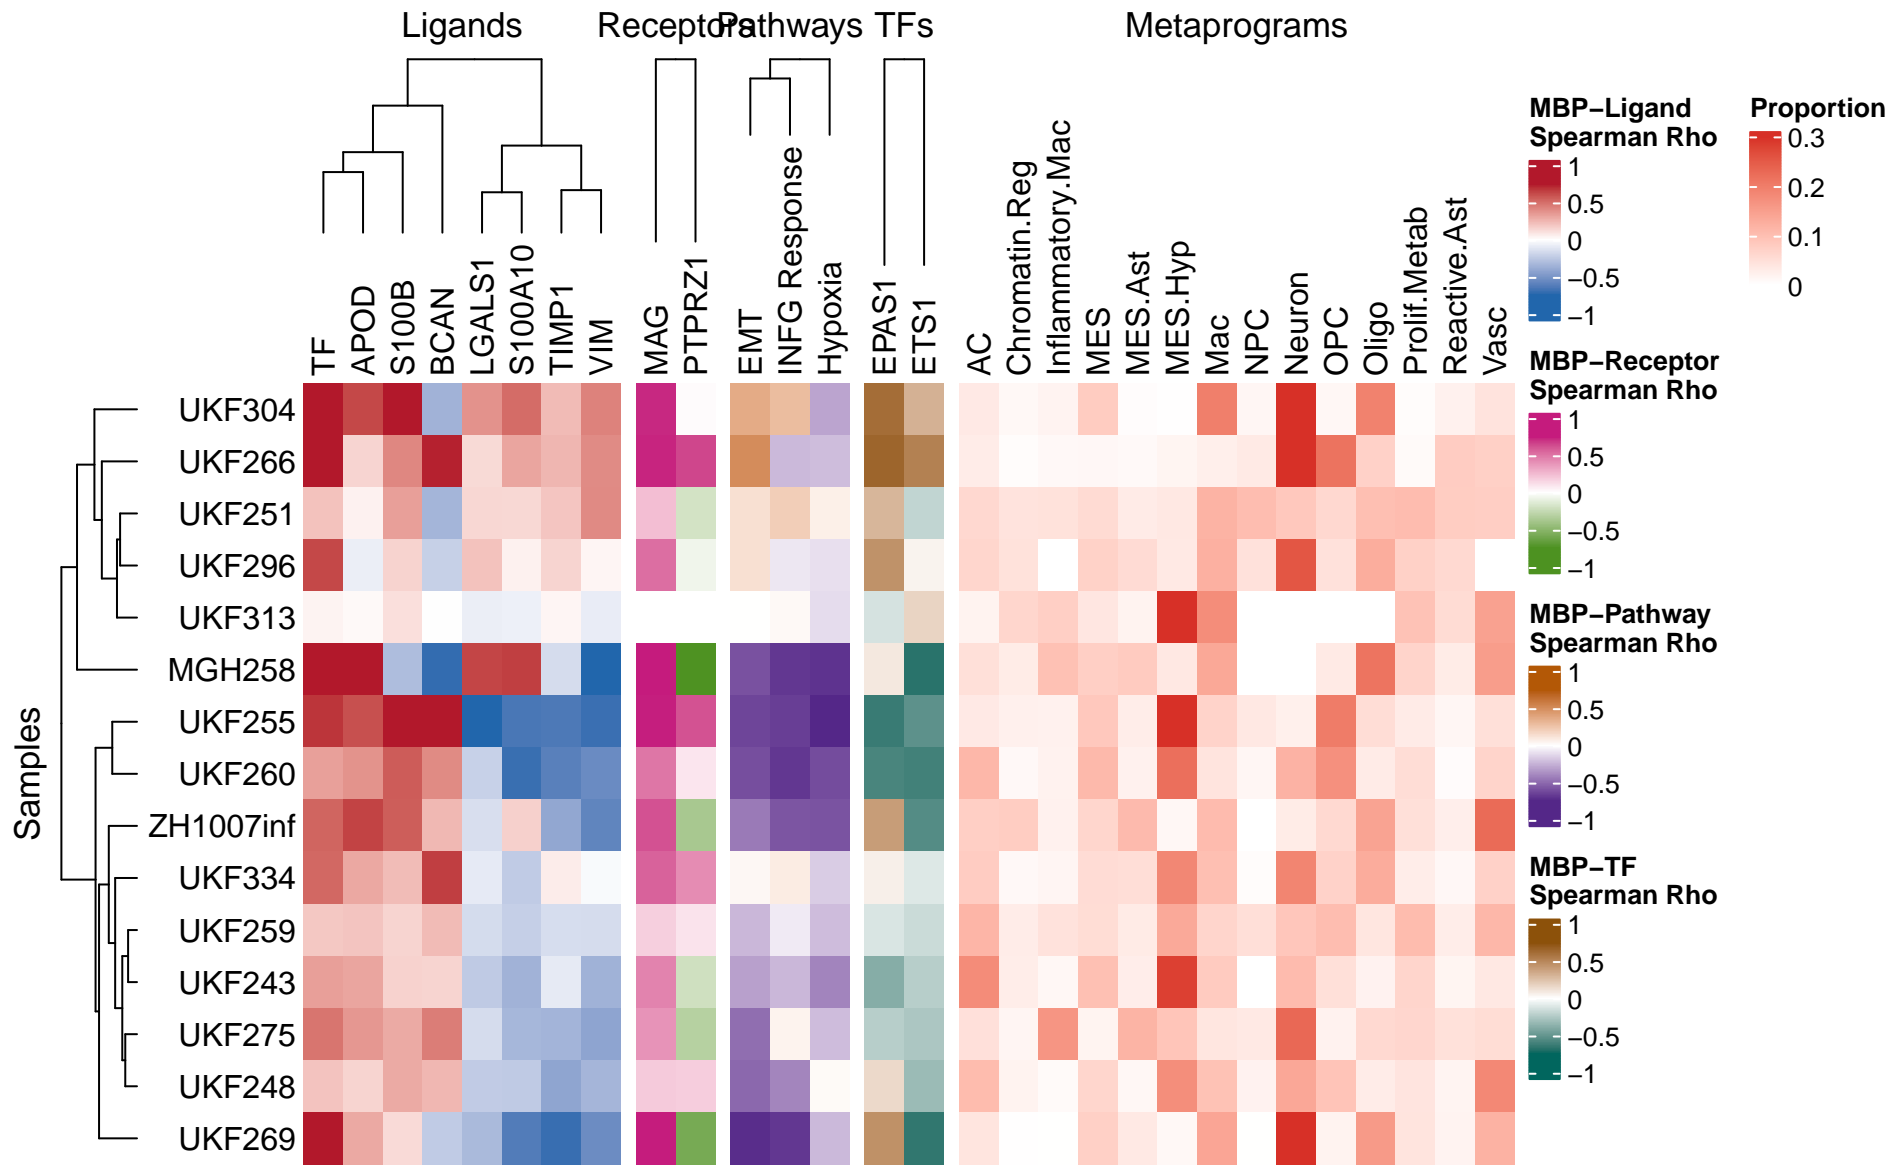 Ligands
Receptors
Pathways
TFs
Metaprograms
TF
APOD
S100B
BCAN
LGALS1
S100A10
TIMP1
VIM
MAG
PTPRZ1
EMT
INFG Response
Hypoxia
EPAS1
ETS1
AC
Chromatin.Reg
Inflammatory.Mac
MES
MES.Ast
MES.Hyp
Mac
NPC
Neuron
OPC
Oligo
Prolif.Metab
Reactive.Ast
Vasc
Samples
UKF304
UKF266
UKF251
UKF296
UKF313
MGH258
UKF255
UKF260
ZH1007inf
UKF334
UKF259
UKF243
UKF275
UKF248
UKF269
MBP−Ligand
Spearman Rho
1
0.5
0
−0.5
−1
MBP−Receptor
Spearman Rho
1
0.5
0
−0.5
−1
MBP−Pathway
Spearman Rho
1
0.5
0
−0.5
−1
MBP−TF
Spearman Rho
1
0.5
0
−0.5
−1
Proportion
0.3
0.2
0.1
0